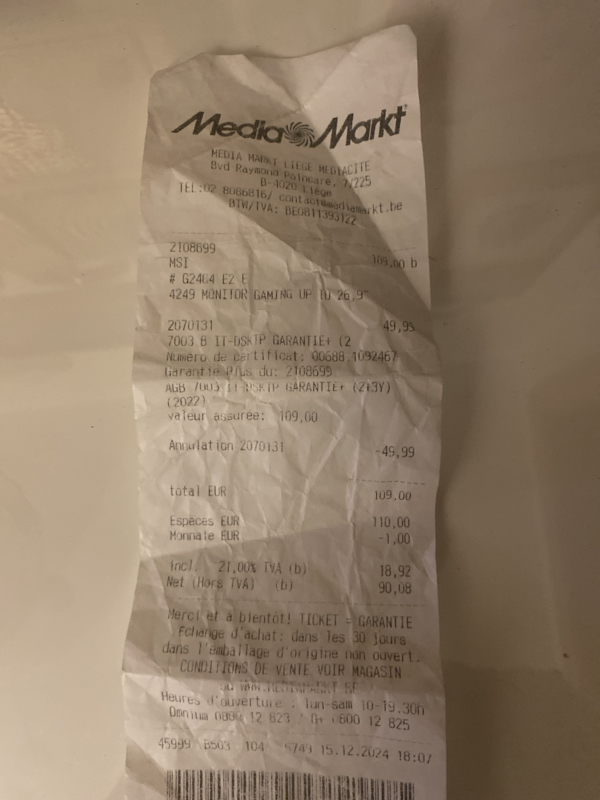 Media Markt
MEDIA MARKT LIEGE MEDIACITE
Bvd Raymond Poincaré, 7/225
B-4020 Liège
TEL:02 8066816/ contact@mediamarkt.be
BTW/TVA: BE0811393122
2108699
MSI 109,00 b
# G24C4 E2 E
4249 MONITOR GAMING UP TO 26,9"
2070131 49,99
7003 B IT-DSKTP GARANTIE+ (2
Numéro de certificat: 00688.1092467
Garantie Plus du: 2108699
AGB 7003 IT-DSKTP GARANTIE+ (2+3Y)
(2022)
valeur assurée: 109,00
Annulation 2070131 -49,99
total EUR 109,00
Espèces EUR 110,00
Monnaie EUR -1,00
incl. 21,00% TVA (b) 18,92
Net (Hors TVA) (b) 90,08
Merci et à bientôt! TICKET = GARANTIE
Echange d'achat: dans les 30 jours
dans l'emballage d'origine non ouvert.
CONDITIONS DE VENTE VOIR MAGASIN
OU WWW.MEDIAMARKT.BE
Heures d'ouverture : lun-sam 10-19.30h
Omnium 0800 12 823 / 0800 12 825
45999 B503 104 15.12.2024 18:07